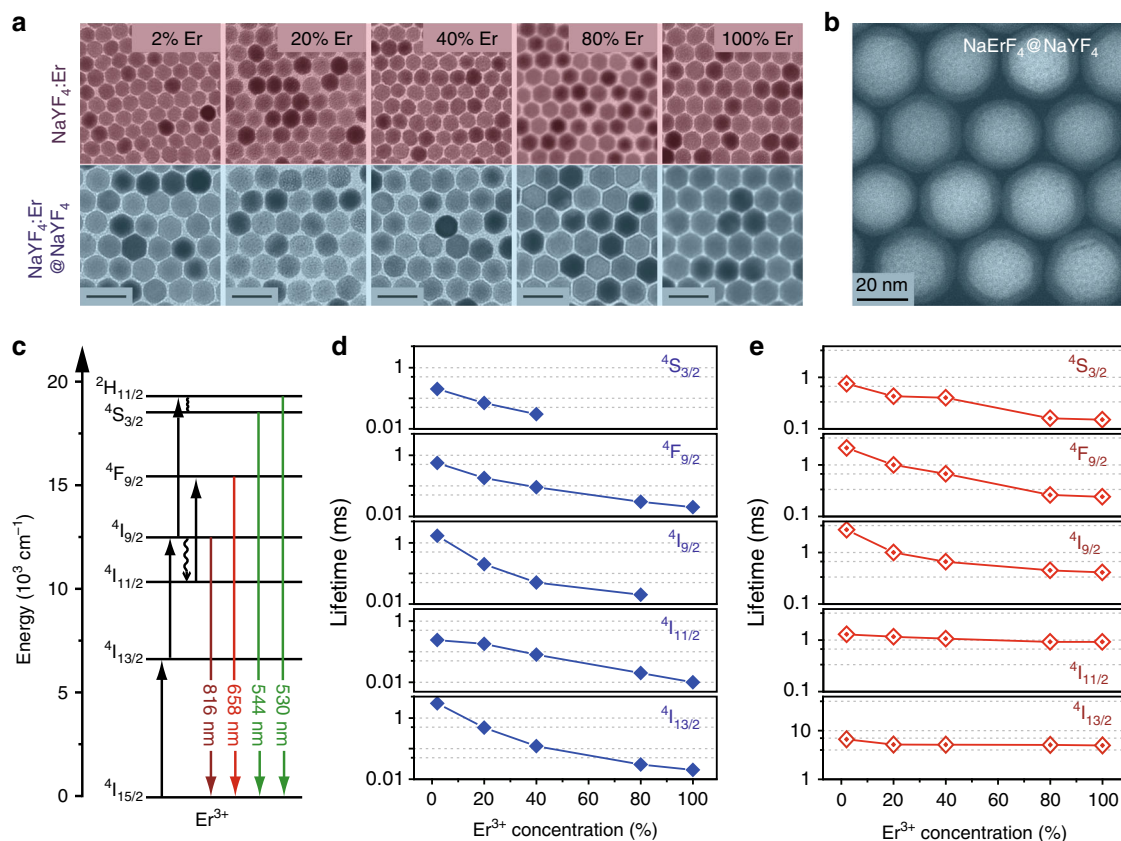 a
2% Er
20% Er
40% Er
80% Er
100% Er
NaYF₄:Er
NaYF₄:Er
@NaYF₄
b
NaErF₄@NaYF₄
20 nm
c
Energy (10³ cm⁻¹)
20
15
10
5
0
²H₁₁/₂
⁴S₃/₂
⁴F₉/₂
⁴I₉/₂
⁴I₁₁/₂
⁴I₁₃/₂
⁴I₁₅/₂
816 nm
658 nm
544 nm
530 nm
Er³⁺
d
Lifetime (ms)
1
0.01
⁴S₃/₂
1
0.01
⁴F₉/₂
1
0.01
⁴I₉/₂
1
0.01
⁴I₁₁/₂
1
0.01
⁴I₁₃/₂
0 20 40 60 80 100
Er³⁺ concentration (%)
e
Lifetime (ms)
1
0.1
⁴S₃/₂
1
0.1
⁴F₉/₂
1
0.1
⁴I₉/₂
1
0.1
⁴I₁₁/₂
10
1
⁴I₁₃/₂
0 20 40 60 80 100
Er³⁺ concentration (%)